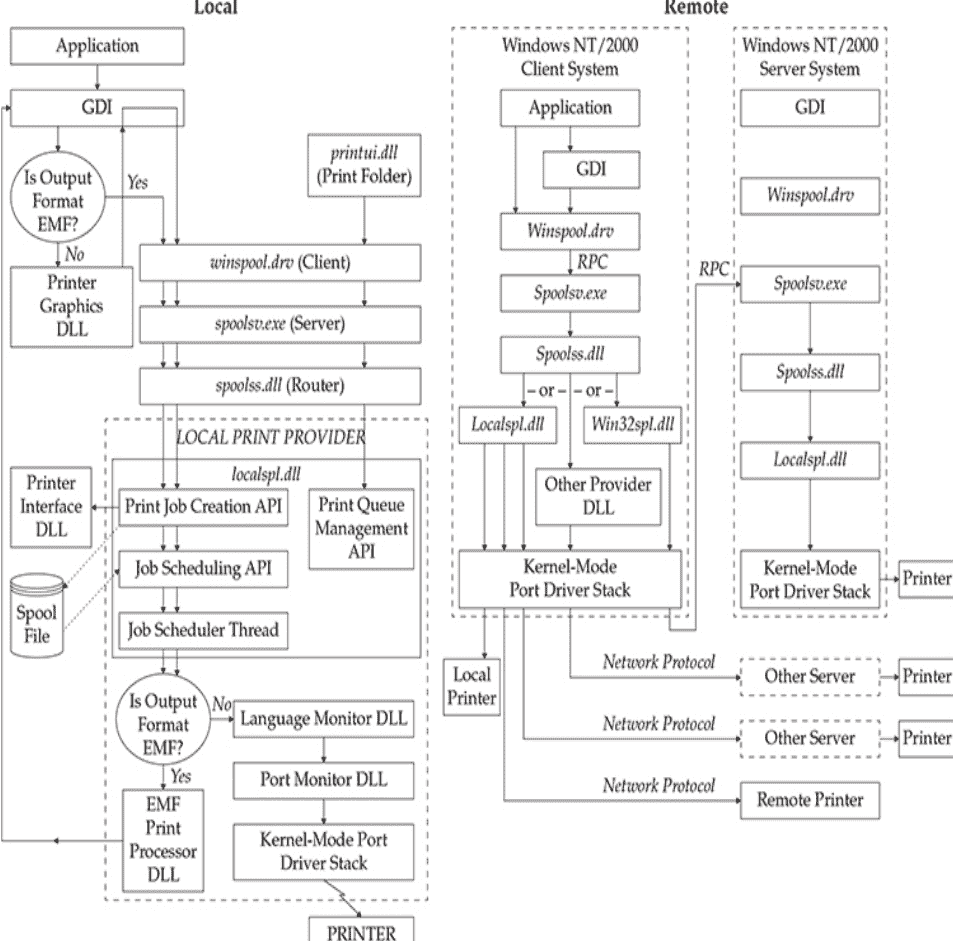 Local
Application
GDI
Is Output
Format
EMF?
Yes
No
Printer
Graphics
DLL
printui.dll
(Print Folder)
winspool.drv (Client)
spoolsv.exe (Server)
spoolss.dll (Router)
LOCAL PRINT PROVIDER
localspl.dll
Printer
Interface
DLL
Print Job Creation API
Print Queue
Management
API
Job Scheduling API
Spool
File
Job Scheduler Thread
Is Output
Format
EMF?
No
Language Monitor DLL
Yes
Port Monitor DLL
EMF
Print
Processor
DLL
Kernel-Mode Port
Driver Stack
PRINTER
Remote
Windows NT/2000
Client System
Application
GDI
Winspool.drv
RPC
Spoolsv.exe
Spoolss.dll
– or –
– or –
Localspl.dll
Win32spl.dll
Other Provider
DLL
Kernel-Mode
Port Driver Stack
Local
Printer
RPC
Windows NT/2000
Server System
GDI
Winspool.drv
Spoolsv.exe
Spoolss.dll
Localspl.dll
Kernel-Mode
Port Driver Stack
Printer
Network Protocol
Other Server
Printer
Network Protocol
Other Server
Printer
Network Protocol
Remote Printer